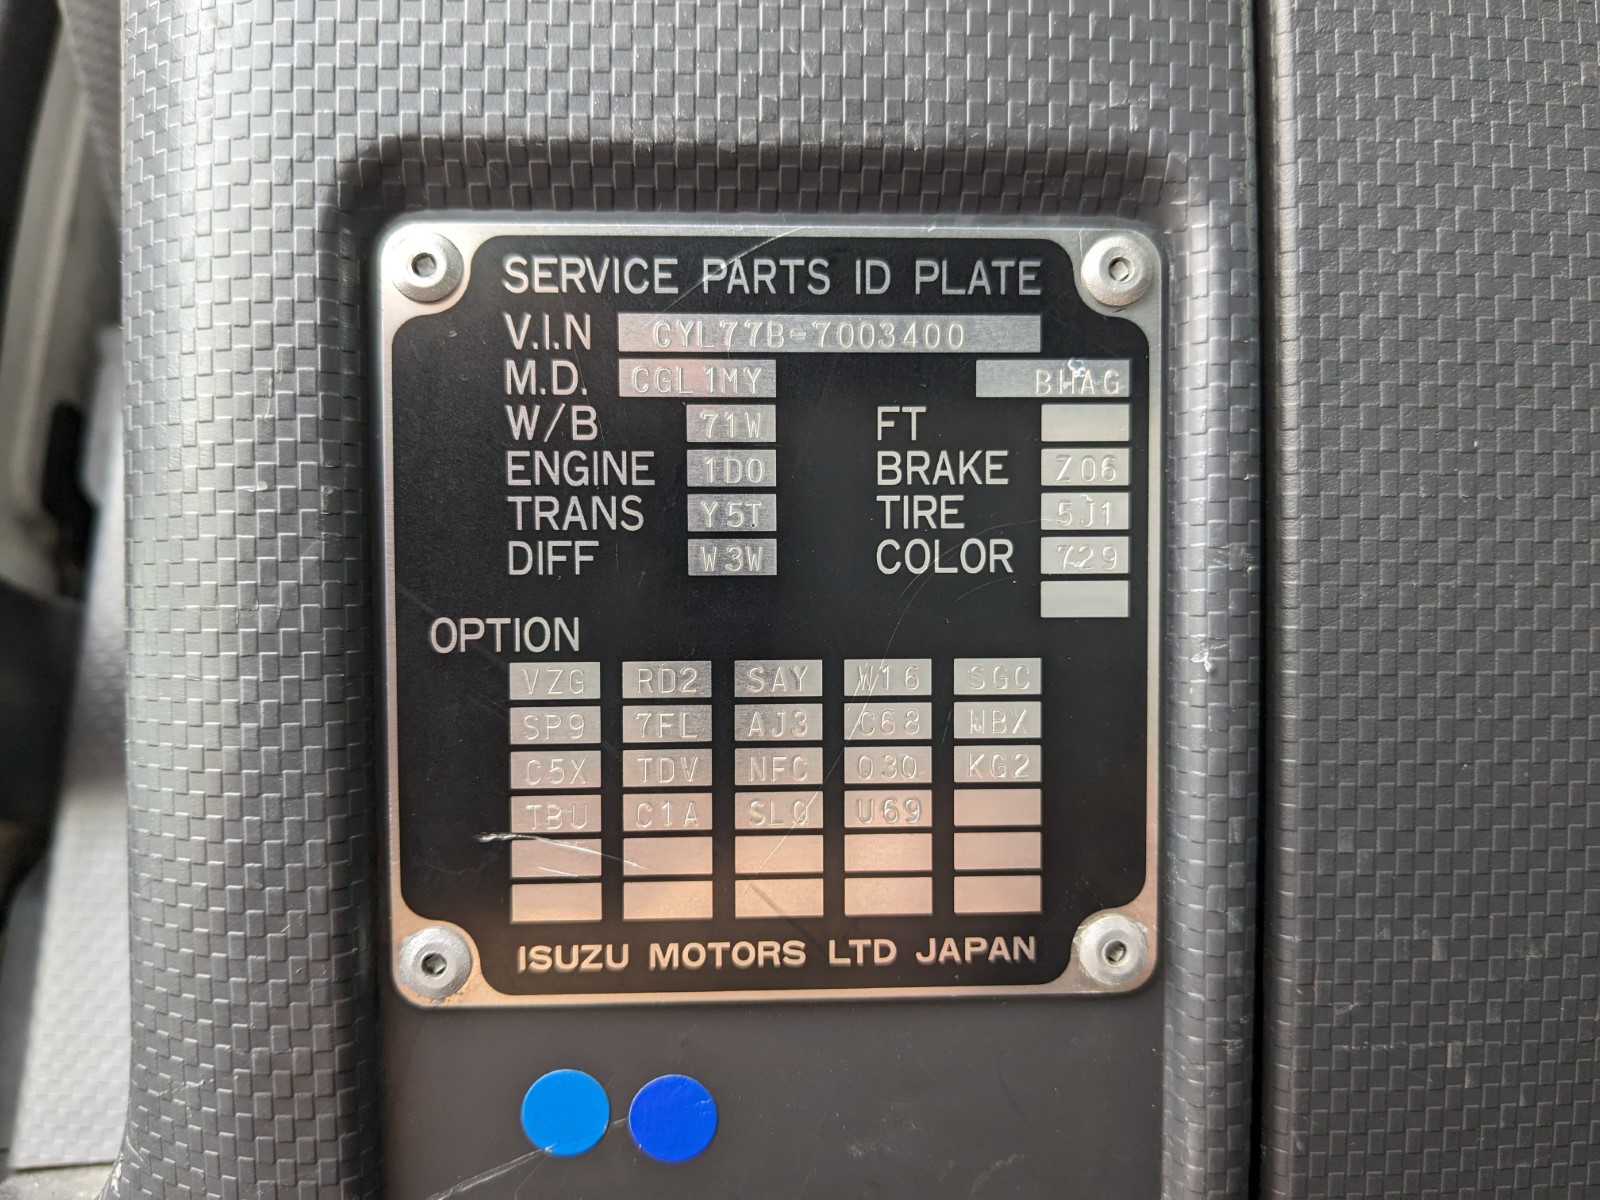 SERVICE PARTS ID PLATE
V.I.N CYL77B-7003400
M.D. CGL1MY BHAG
W/B 71W FT
ENGINE 1D0 BRAKE Z06
TRANS Y5T TIRE 5J1
DIFF W3W COLOR 729
OPTION
VZG RD2 SAY W16 SGC
SP9 7FL AJ3 C68 NBX
C5X TDV NFC 030 KG2
TBU C1A SL0 U69
ISUZU MOTORS LTD JAPAN